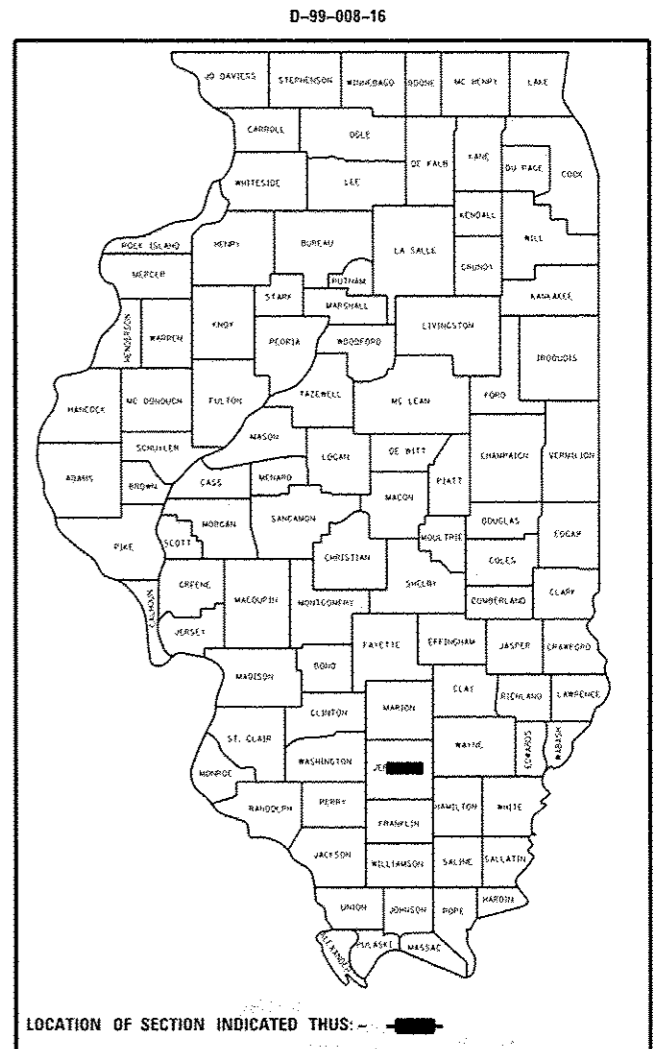 D-99-008-16
JO DAVIESS STEPHENSON WINNEBAGO BOONE MC HENRY LAKE
CARROLL OGLE DE KALB KANE DU PAGE COOK
WHITESIDE LEE
KENDALL WILL
ROCK ISLAND HENRY BUREAU LA SALLE GRUNDY
MERCER PUTNAM KANKAKEE
STARK MARSHALL
HENDERSON WARREN KNOX PEORIA WOODFORD LIVINGSTON IROQUOIS
HANCOCK MC DONOUGH FULTON TAZEWELL MC LEAN FORD
SCHUYLER MASON LOGAN DE WITT CHAMPAIGN VERMILION
ADAMS BROWN CASS MENARD MACON PIATT
PIKE SCOTT MORGAN SANGAMON CHRISTIAN MOULTRIE DOUGLAS EDGAR
COLES
CALHOUN GREENE MACOUPIN MONTGOMERY SHELBY CUMBERLAND CLARK
JERSEY FAYETTE EFFINGHAM JASPER CRAWFORD
MADISON BOND CLAY RICHLAND LAWRENCE
CLINTON MARION
ST. CLAIR WAYNE EDWARDS WABASH
MONROE WASHINGTON JE
RANDOLPH PERRY HAMILTON WHITE
FRANKLIN
JACKSON WILLIAMSON SALINE GALLATIN
UNION JOHNSON POPE HARDIN
ALEXANDER PULASKI MASSAC
LOCATION OF SECTION INDICATED THUS: -